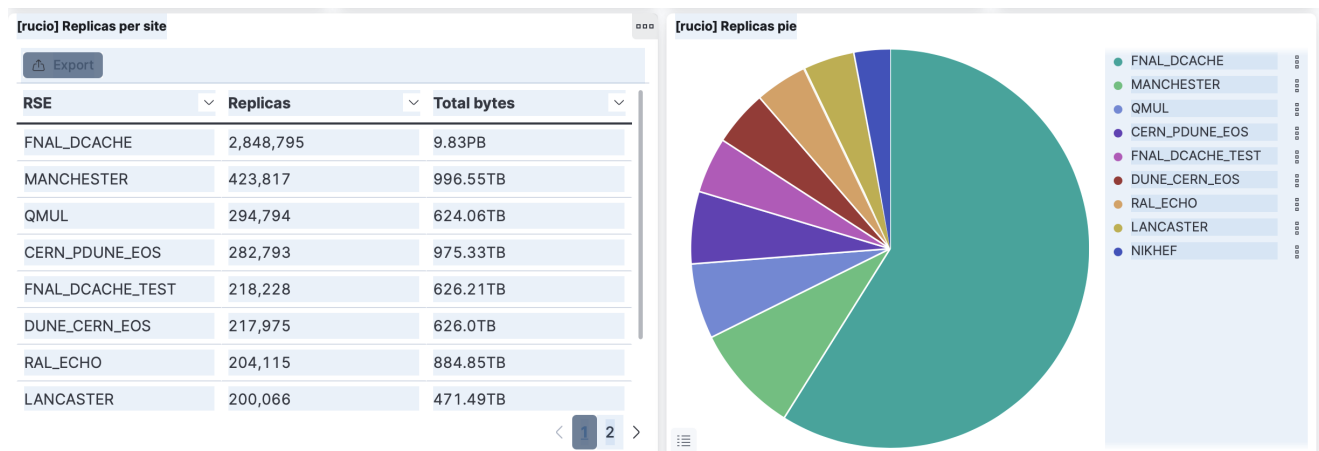 [rucio] Replicas per site
Export
RSE Replicas Total bytes
FNAL_DCACHE 2,848,795 9.83PB
MANCHESTER 423,817 996.55TB
QMUL 294,794 624.06TB
CERN_PDUNE_EOS 282,793 975.33TB
FNAL_DCACHE_TEST 218,228 626.21TB
DUNE_CERN_EOS 217,975 626.0TB
RAL_ECHO 204,115 884.85TB
LANCASTER 200,066 471.49TB
1 2
[rucio] Replicas pie
FNAL_DCACHE
MANCHESTER
QMUL
CERN_PDUNE_EOS
FNAL_DCACHE_TEST
DUNE_CERN_EOS
RAL_ECHO
LANCASTER
NIKHEF